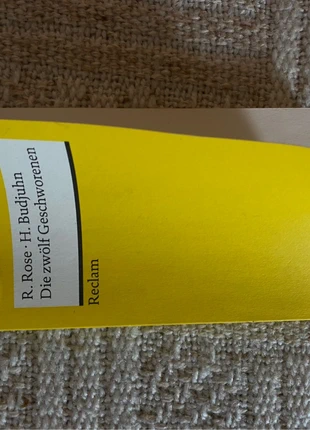 R. Rose · H. Budjuhn
Die zwölf Geschworenen
Reclam